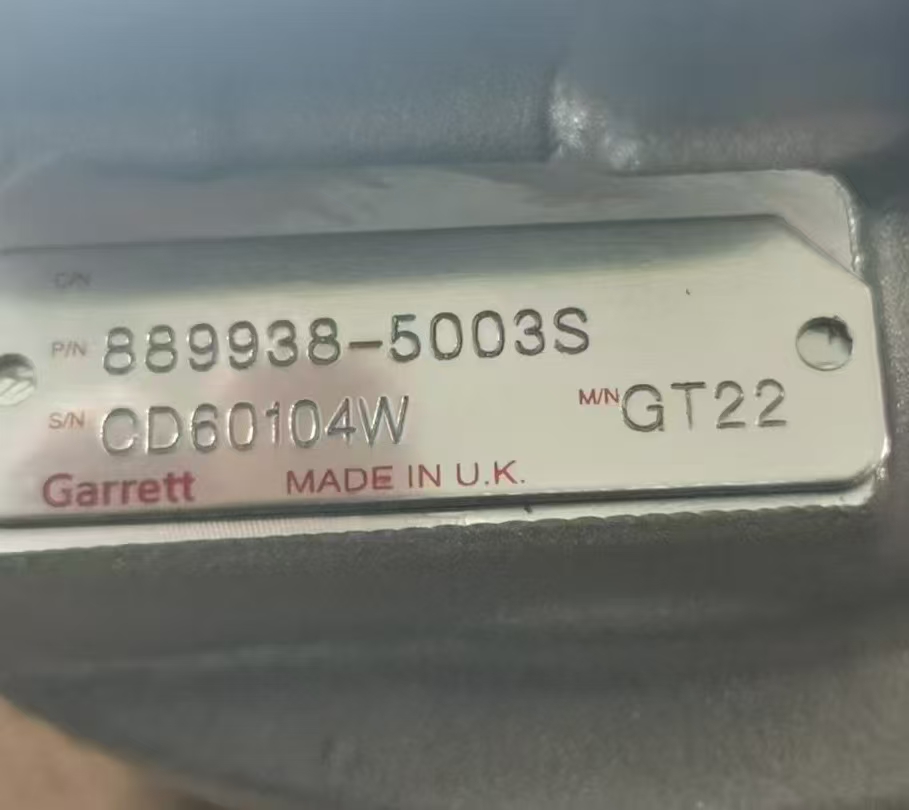 C/N
P/N 889938-5003S
S/N CD60104W M/N GT22
Garrett MADE IN U.K.